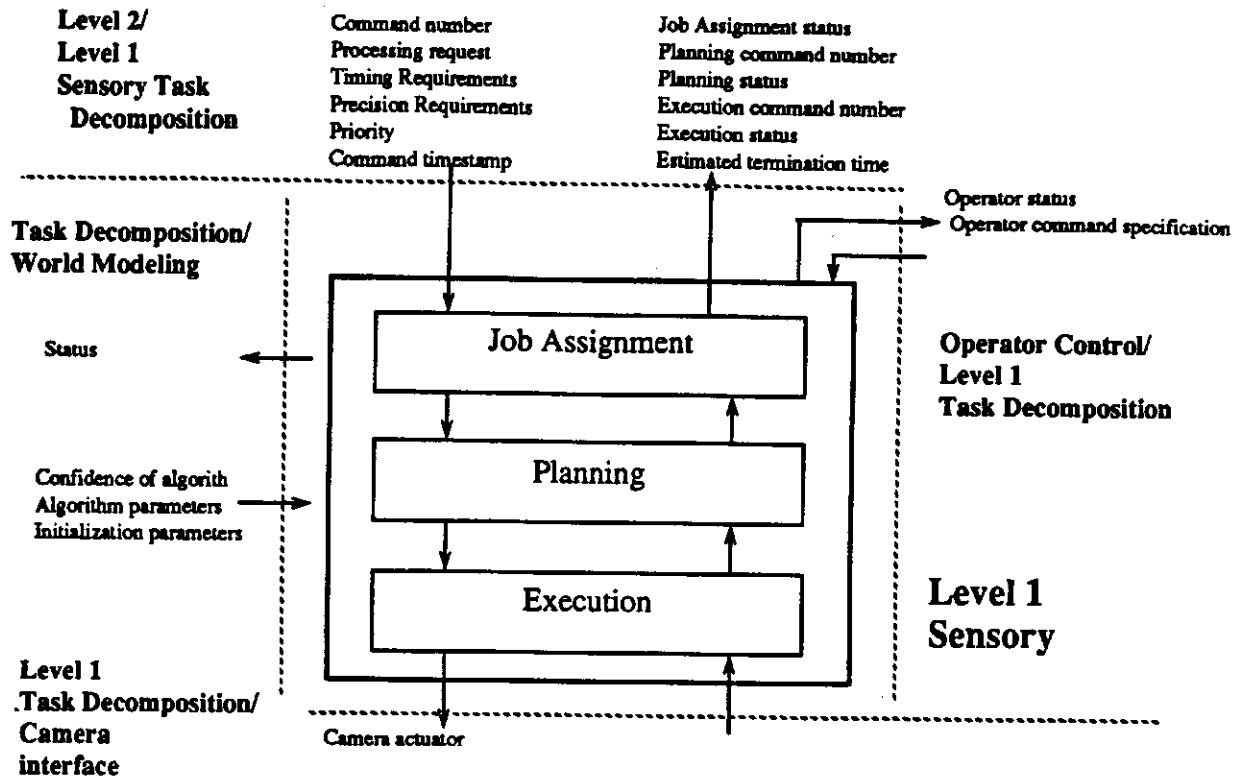 Level 2/
Level 1
Sensory Task
Decomposition
Command number
Processing request
Timing Requirements
Precision Requirements
Priority
Command timestamp
Job Assignment status
Planning command number
Planning status
Execution command number
Execution status
Estimated termination time
Operator status
Operator command specification
Task Decomposition/
World Modeling
Status
Confidence of algorith
Algorithm parameters
Initialization parameters
Job Assignment
Planning
Execution
Operator Control/
Level 1
Task Decomposition
Level 1
Sensory
Level 1
.Task Decomposition/
Camera
interface
Camera actuator